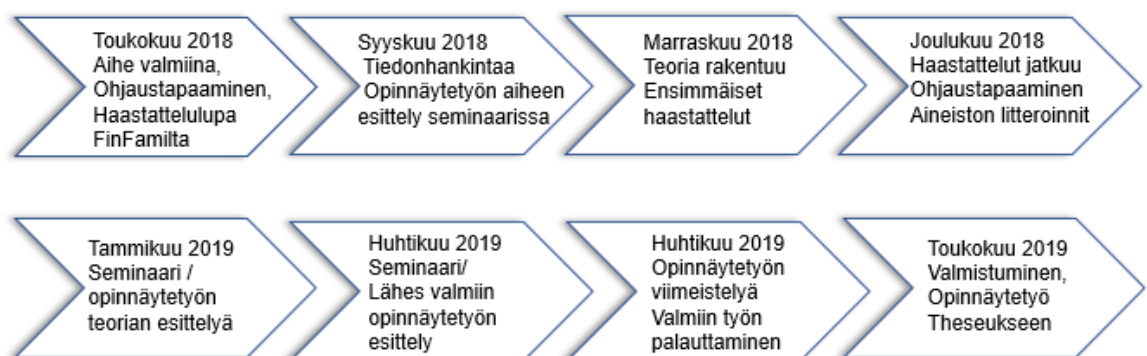 Toukokuu 2018
Aihe valmiina,
Ohjaustapaaminen,
Haastattelulupa
FinFamilta
Syyskuu 2018
Tiedonhankintaa
Opinnäytetyön aiheen
esittely seminaarissa
Marraskuu 2018
Teoria rakentuu
Ensimmäiset
haastattelut
Joulukuu 2018
Haastattelut jatkuu
Ohjaustapaaminen
Aineiston litteroinnit
Tammikuu 2019
Seminaari /
opinnäytetyön
teorian esittelyä
Huhtikuu 2019
Seminaari/
Lähes valmiin
opinnäytetyön
esittely
Huhtikuu 2019
Opinnäytetyön
viimeistelyä
Valmiin työn
palauttaminen
Toukokuu 2019
Valmistuminen,
Opinnäytetyö
Theseukseen